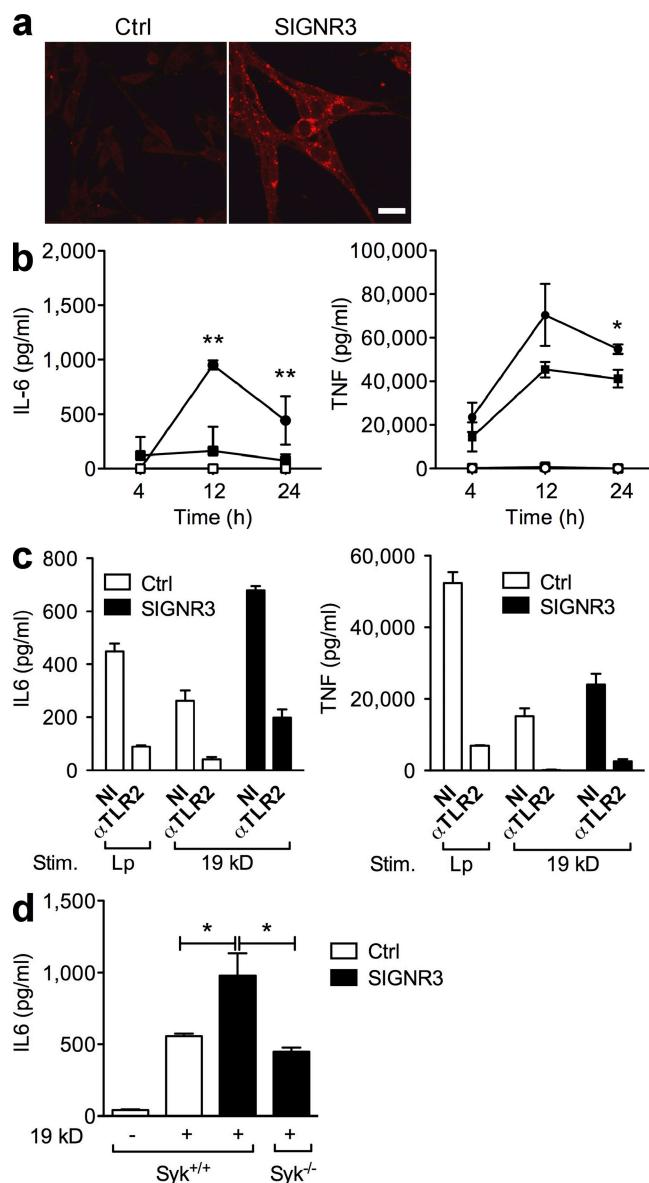 a
Ctrl SIGNR3
b
2,000
1,500
1,000
500
0
IL-6 (pg/ml)
** **
4 12 24
Time (h)
100,000
80,000
60,000
40,000
20,000
0
TNF (pg/ml)
*
4 12 24
Time (h)
c
800
600
400
200
0
IL6 (pg/ml)
Ctrl
SIGNR3
NI αTLR2 NI αTLR2 NI αTLR2
Stim. Lp 19 kD
60,000
40,000
20,000
0
TNF (pg/ml)
Ctrl
SIGNR3
NI αTLR2 NI αTLR2 NI αTLR2
Stim. Lp 19 kD
d
1,500
1,000
500
0
IL6 (pg/ml)
* *
Ctrl
SIGNR3
19 kD - + + +
Syk+/+ Syk-/-